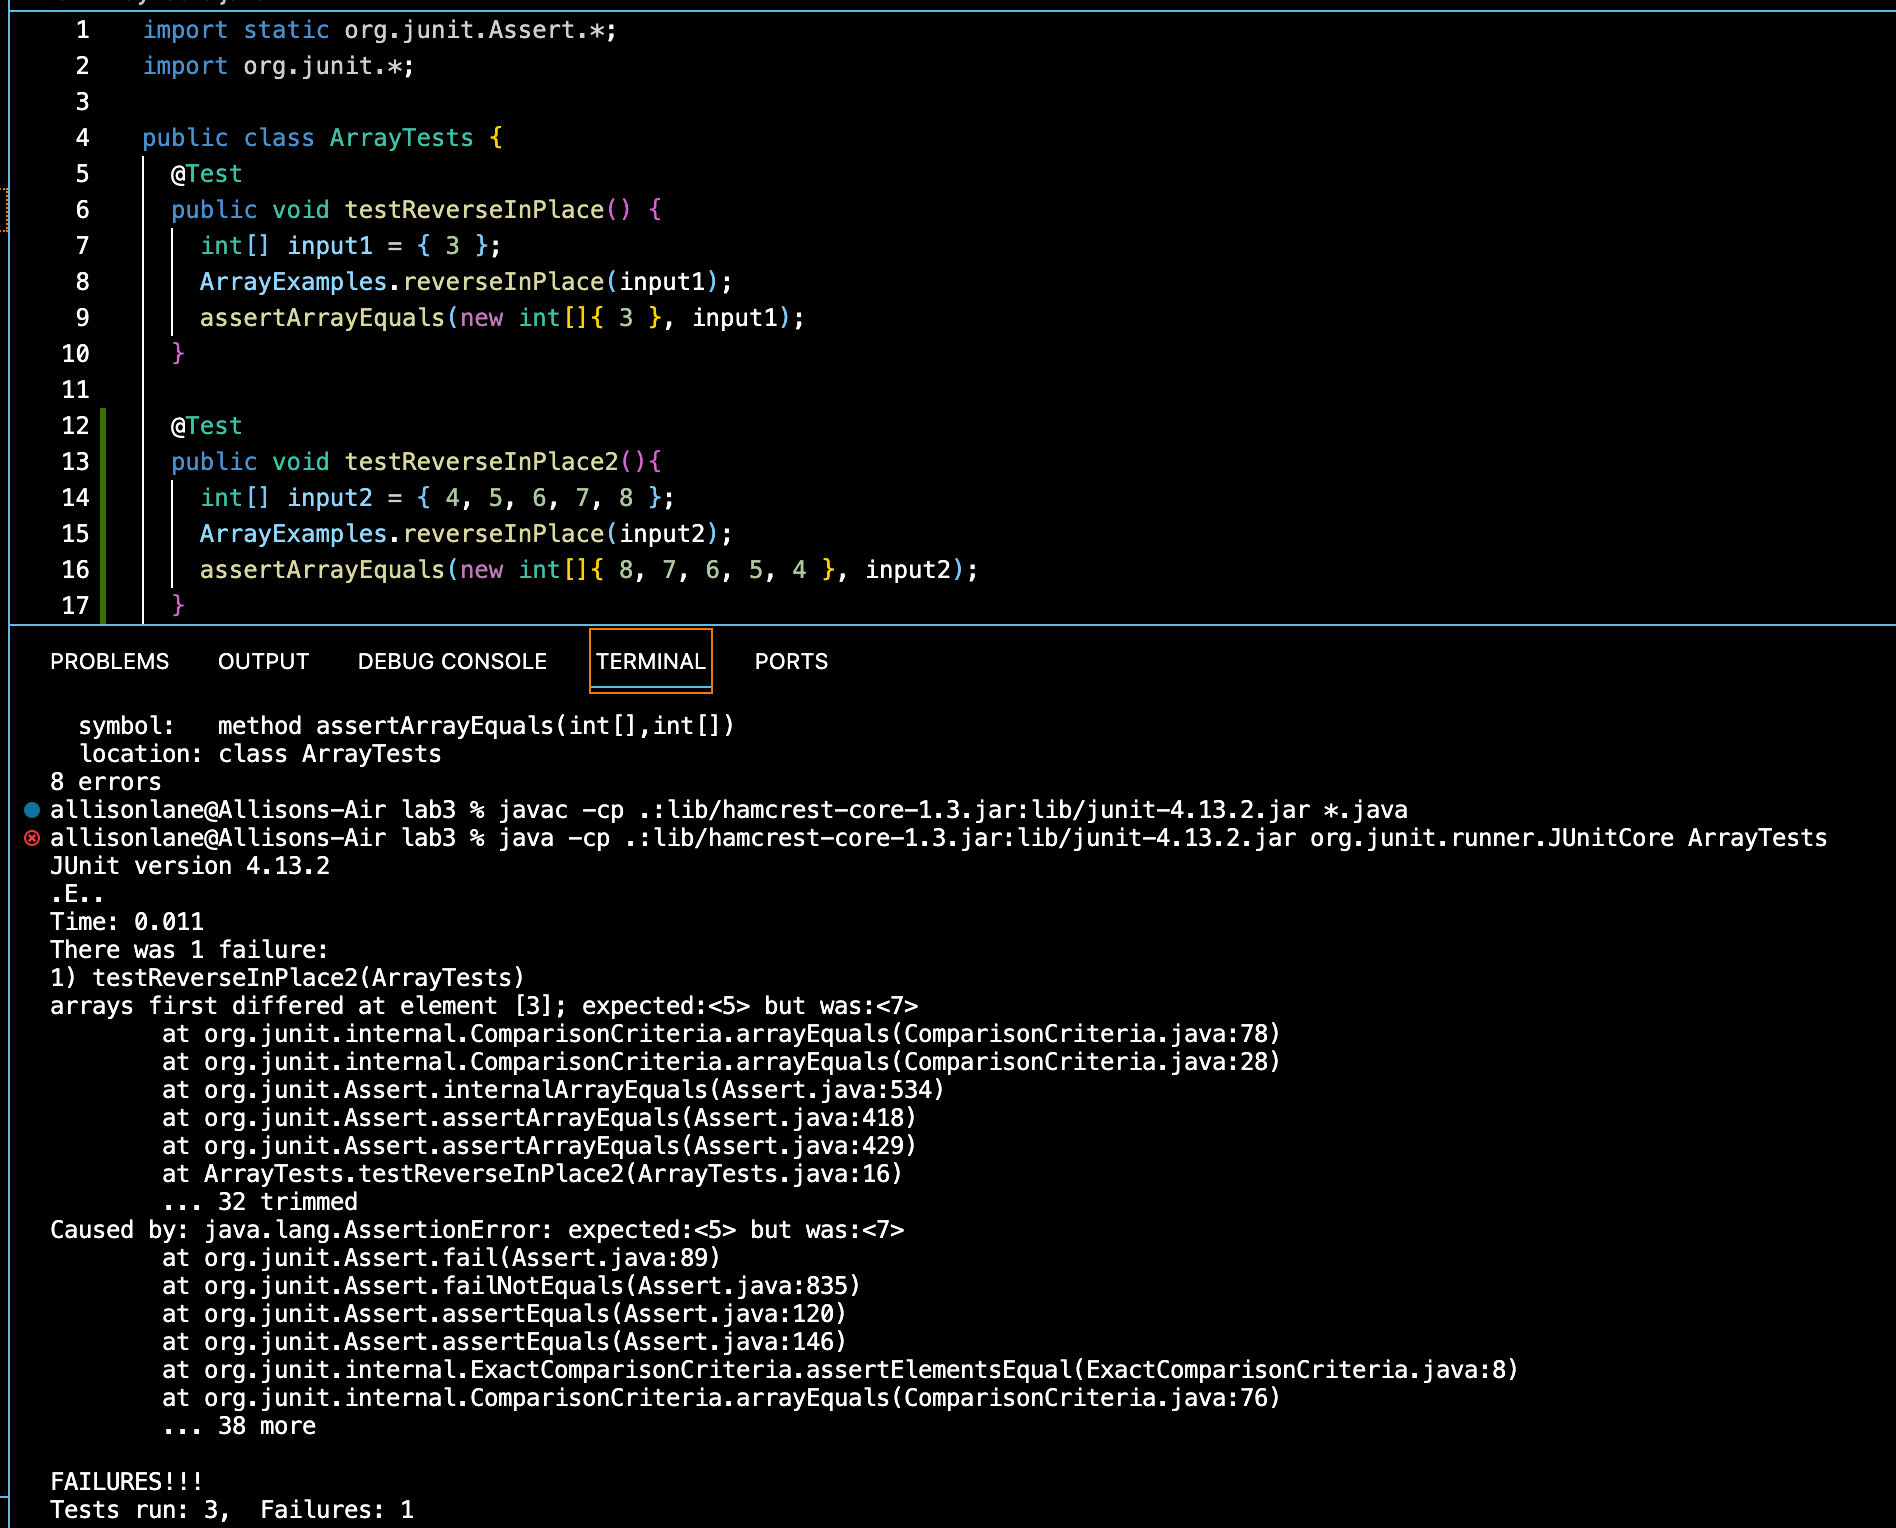 1 import static org.junit.Assert.*;
2 import org.junit.*;
3
4 public class ArrayTests {
5 @Test
6 public void testReverseInPlace() {
7 int[] input1 = { 3 };
8 ArrayExamples.reverseInPlace(input1);
9 assertArrayEquals(new int[]{ 3 }, input1);
10 }
11
12 @Test
13 public void testReverseInPlace2(){
14 int[] input2 = { 4, 5, 6, 7, 8 };
15 ArrayExamples.reverseInPlace(input2);
16 assertArrayEquals(new int[]{ 8, 7, 6, 5, 4 }, input2);
17 }
PROBLEMS OUTPUT DEBUG CONSOLE TERMINAL PORTS
symbol: method assertArrayEquals(int[],int[])
location: class ArrayTests
8 errors
allisonlane@Allisons-Air lab3 % javac -cp .:lib/hamcrest-core-1.3.jar:lib/junit-4.13.2.jar *.java
allisonlane@Allisons-Air lab3 % java -cp .:lib/hamcrest-core-1.3.jar:lib/junit-4.13.2.jar org.junit.runner.JUnitCore ArrayTests
JUnit version 4.13.2
.E..
Time: 0.011
There was 1 failure:
1) testReverseInPlace2(ArrayTests)
arrays first differed at element [3]; expected:<5> but was:<7>
at org.junit.internal.ComparisonCriteria.arrayEquals(ComparisonCriteria.java:78)
at org.junit.internal.ComparisonCriteria.arrayEquals(ComparisonCriteria.java:28)
at org.junit.Assert.internalArrayEquals(Assert.java:534)
at org.junit.Assert.assertArrayEquals(Assert.java:418)
at org.junit.Assert.assertArrayEquals(Assert.java:429)
at ArrayTests.testReverseInPlace2(ArrayTests.java:16)
... 32 trimmed
Caused by: java.lang.AssertionError: expected:<5> but was:<7>
at org.junit.Assert.fail(Assert.java:89)
at org.junit.Assert.failNotEquals(Assert.java:835)
at org.junit.Assert.assertEquals(Assert.java:120)
at org.junit.Assert.assertEquals(Assert.java:146)
at org.junit.internal.ExactComparisonCriteria.assertElementsEqual(ExactComparisonCriteria.java:8)
at org.junit.internal.ComparisonCriteria.arrayEquals(ComparisonCriteria.java:76)
... 38 more
FAILURES!!!
Tests run: 3,  Failures: 1